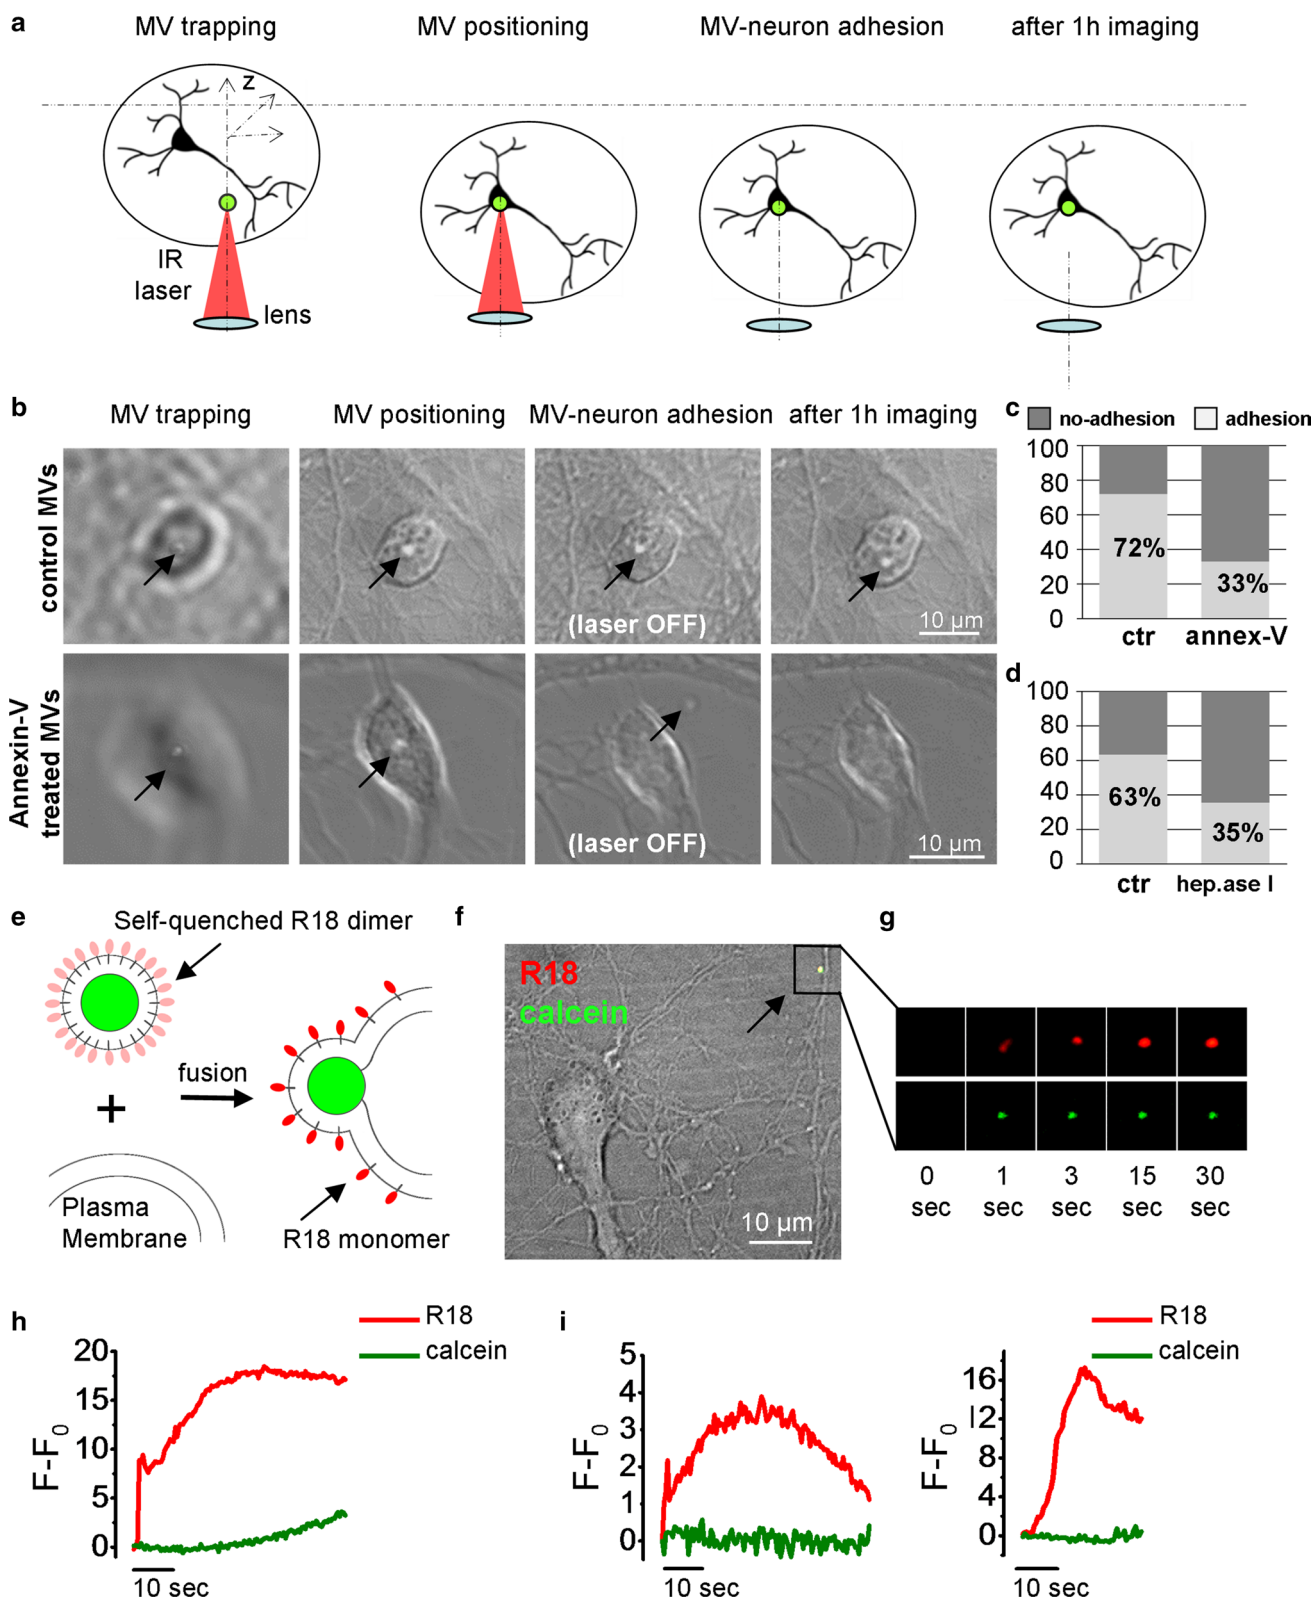 a
MV trapping
MV positioning
MV-neuron adhesion
after 1h imaging
z
IR
laser
lens
b
MV trapping
MV positioning
MV-neuron adhesion
after 1h imaging
control MVs
(laser OFF)
10 µm
Annexin-V
treated MVs
(laser OFF)
10 µm
c
no-adhesion
adhesion
100
80
60
40
20
0
72%
33%
ctr
annex-V
d
100
80
60
40
20
0
63%
35%
ctr
hep.ase I
e
Self-quenched R18 dimer
+
fusion
Plasma
Membrane
R18 monomer
f
R18
calcein
10 µm
g
0
sec
1
sec
3
sec
15
sec
30
sec
h
R18
calcein
F-F0
20
15
10
5
0
10 sec
i
F-F0
5
4
3
2
1
0
10 sec
R18
calcein
F-F0
16
12
8
4
0
10 sec